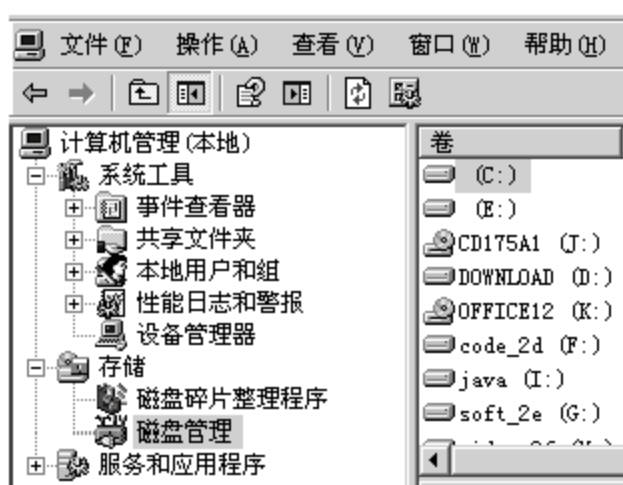 文件(F) 操作(A) 查看(V) 窗口(W) 帮助(H)
计算机管理(本地)
系统工具
事件查看器
共享文件夹
本地用户和组
性能日志和警报
设备管理器
存储
磁盘碎片整理程序
磁盘管理
服务和应用程序
卷
(C:)
(E:)
CD175A1 (J:)
DOWNLOAD (D:)
OFFICE12 (K:)
code_2d (F:)
java (I:)
soft_2e (G:)